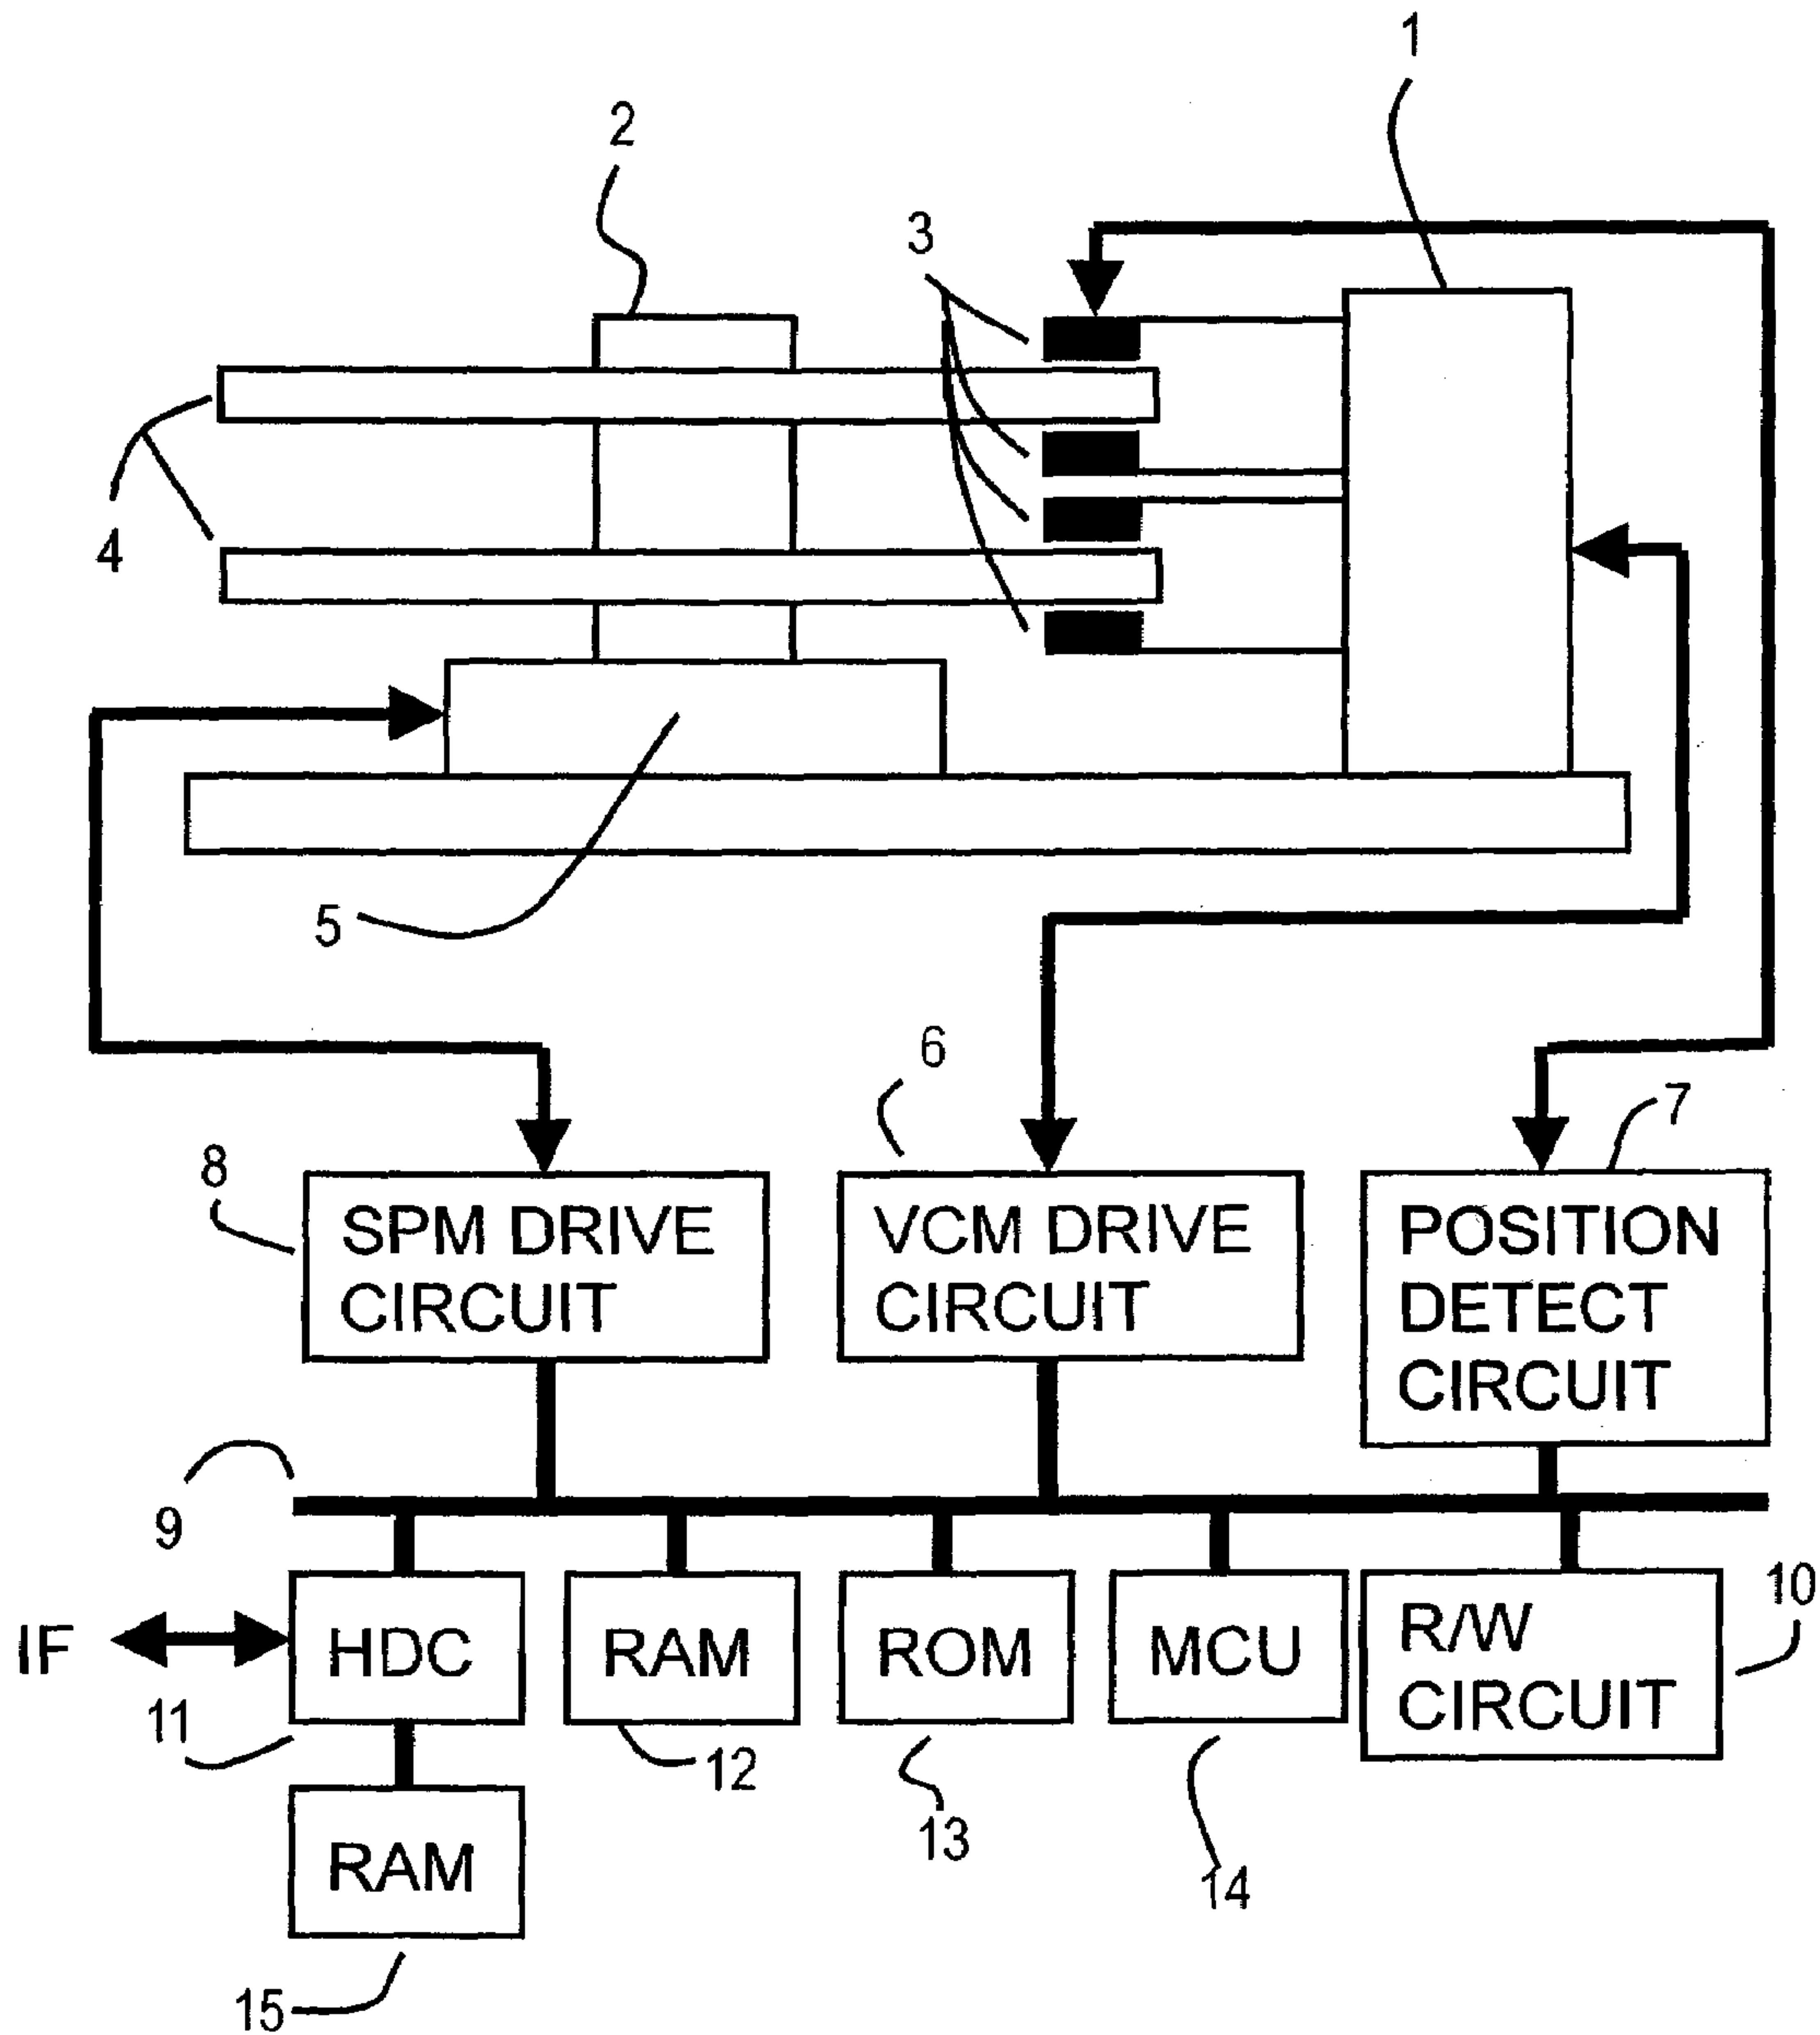 1
2
3
4
5
6
7
8
SPM DRIVE
CIRCUIT
VCM DRIVE
CIRCUIT
POSITION
DETECT
CIRCUIT
9
10
IF
HDC
RAM
ROM
MCU
R/W
CIRCUIT
11
12
13
14
RAM
15